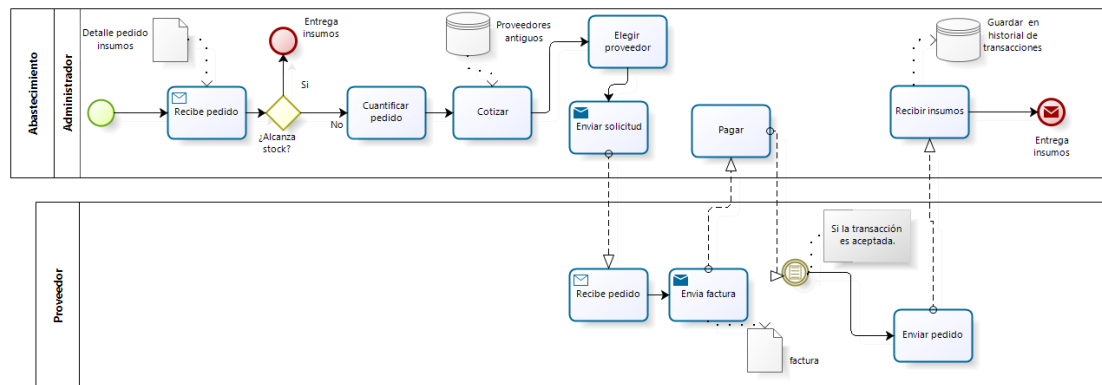 Abastecimiento
Administrador
Detalle pedido
insumos
Recibe pedido
Entrega
insumos
Si
¿Alcanza
stock?
No
Cuantificar
pedido
Proveedores
antiguos
Cotizar
Elegir
proveedor
Enviar solicitud
Pagar
Guardar en
historial de
transacciones
Recibir insumos
Entrega
insumos
Proveedor
Recibe pedido
Envia factura
factura
Si la transacción
es aceptada.
Enviar pedido